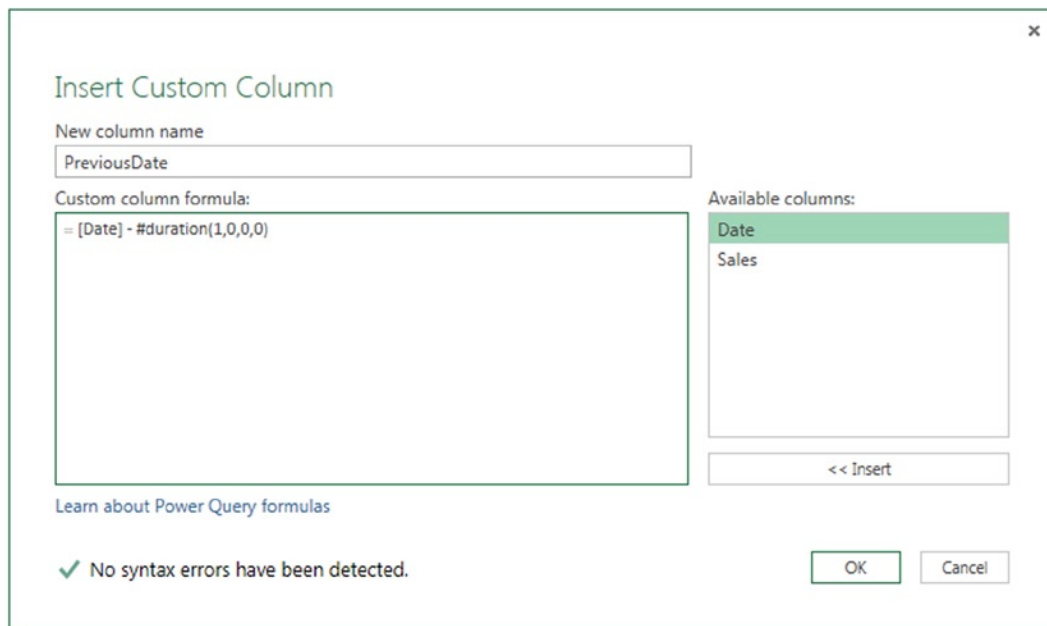 ×
Insert Custom Column
New column name
PreviousDate
Custom column formula:
= [Date] - #duration(1,0,0,0)
Available columns:
Date
Sales
<< Insert
Learn about Power Query formulas
No syntax errors have been detected.
OK
Cancel